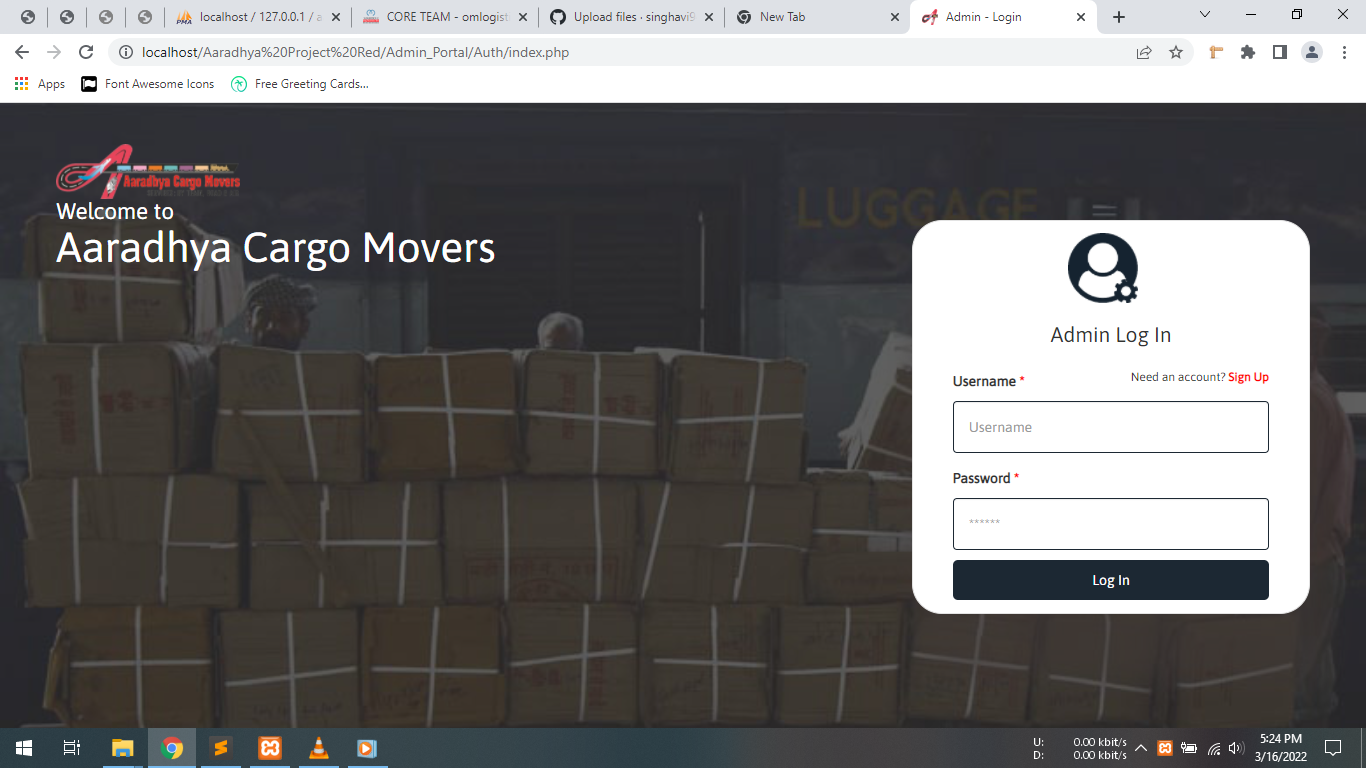 localhost / 127.0.0.1 / a
CORE TEAM - omlogist
Upload files · singhavi9
New Tab
Admin - Login
localhost/Aaradhya%20Project%20Red/Admin_Portal/Auth/index.php
Apps
Font Awesome Icons
Free Greeting Cards...
Aaradhya Cargo Movers
Welcome to
Aaradhya Cargo Movers
LUGGAGE
Admin Log In
Need an account? Sign Up
Username *
Username
Password *
******
Log In
U: 0.00 kbit/s
D: 0.00 kbit/s
5:24 PM
3/16/2022